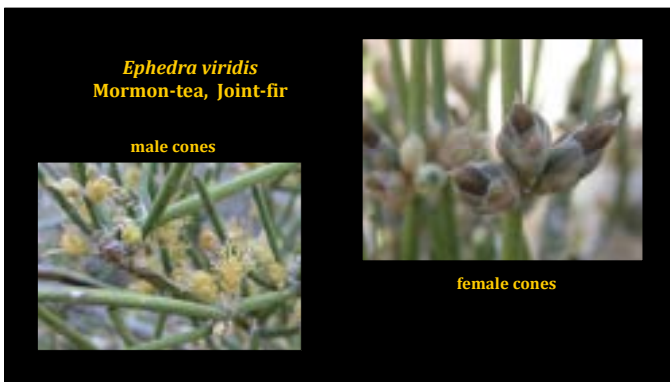 Ephedra viridis
Mormon-tea, Joint-fir
male cones
female cones